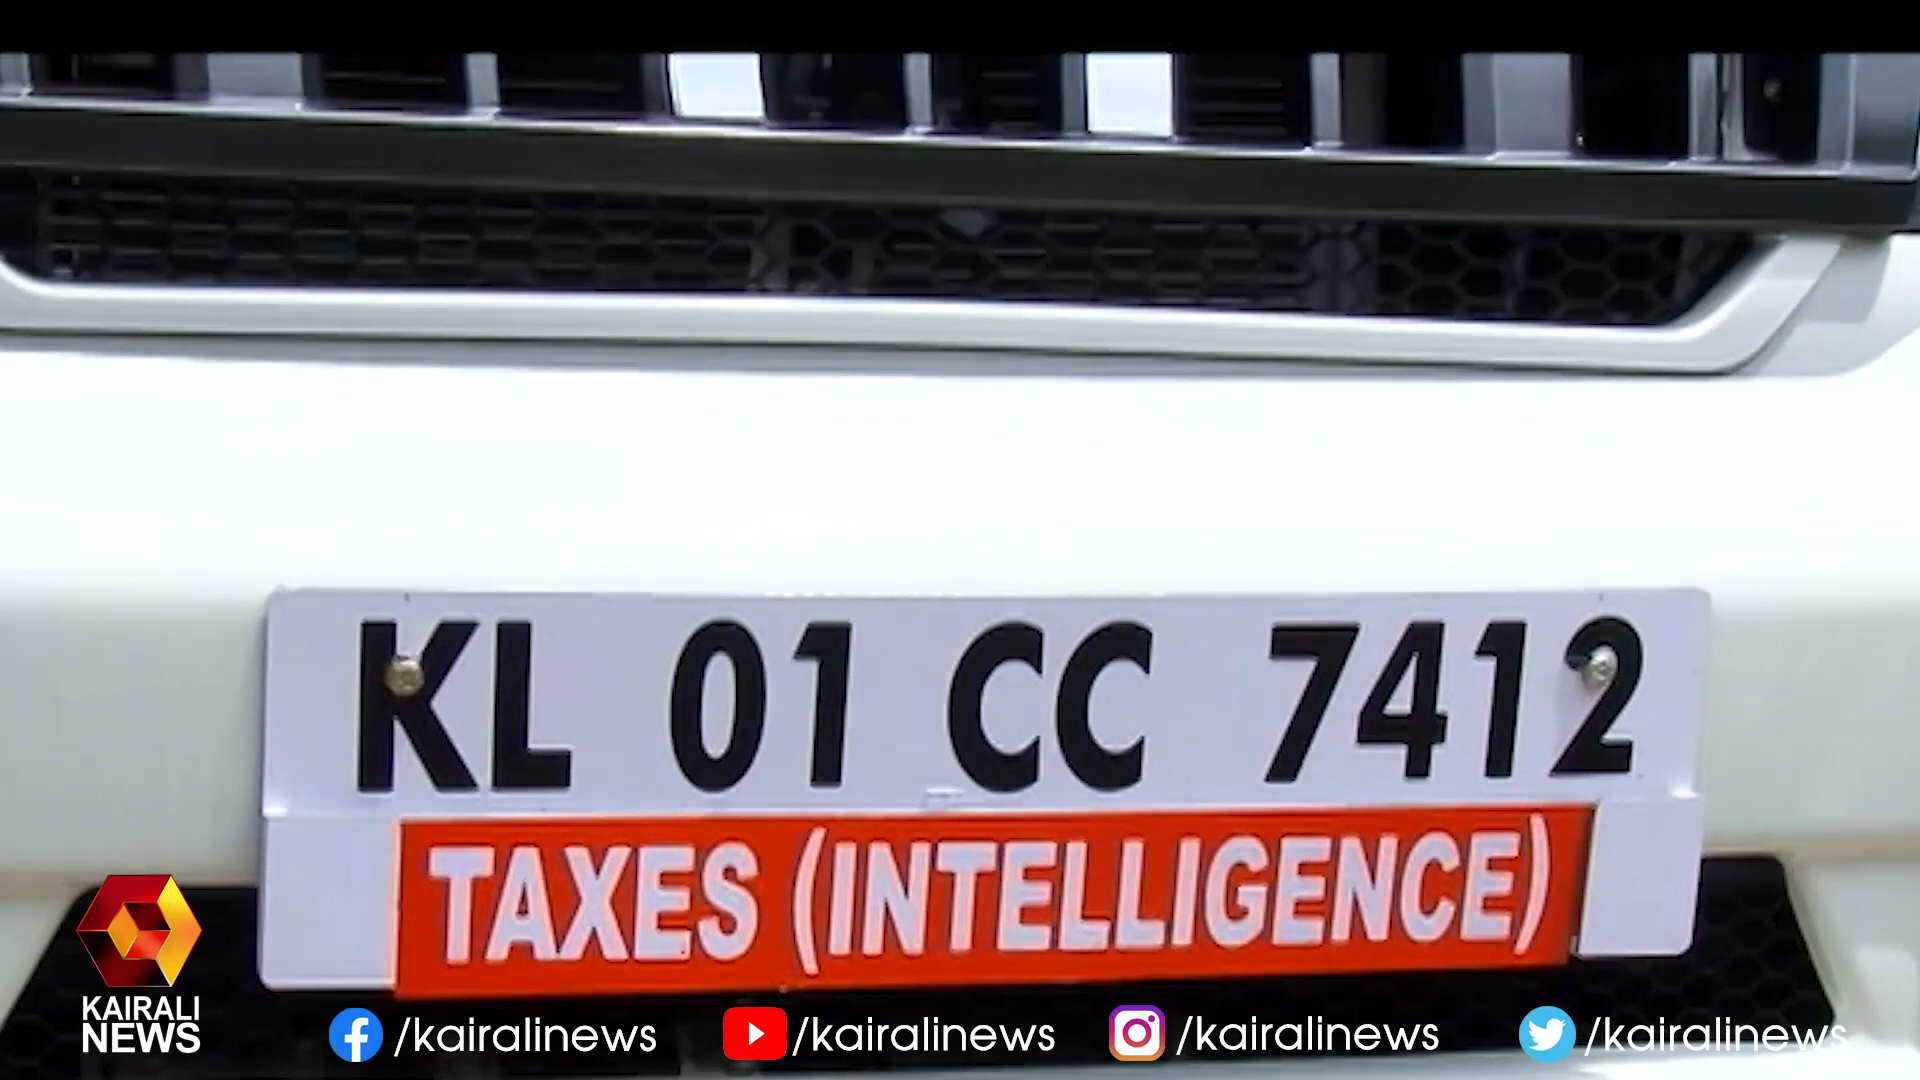 KL 01 CC 7412
TAXES (INTELLIGENCE)
KAIRALI
NEWS
/kairalinews
/kairalinews
/kairalinews
/kairalinews